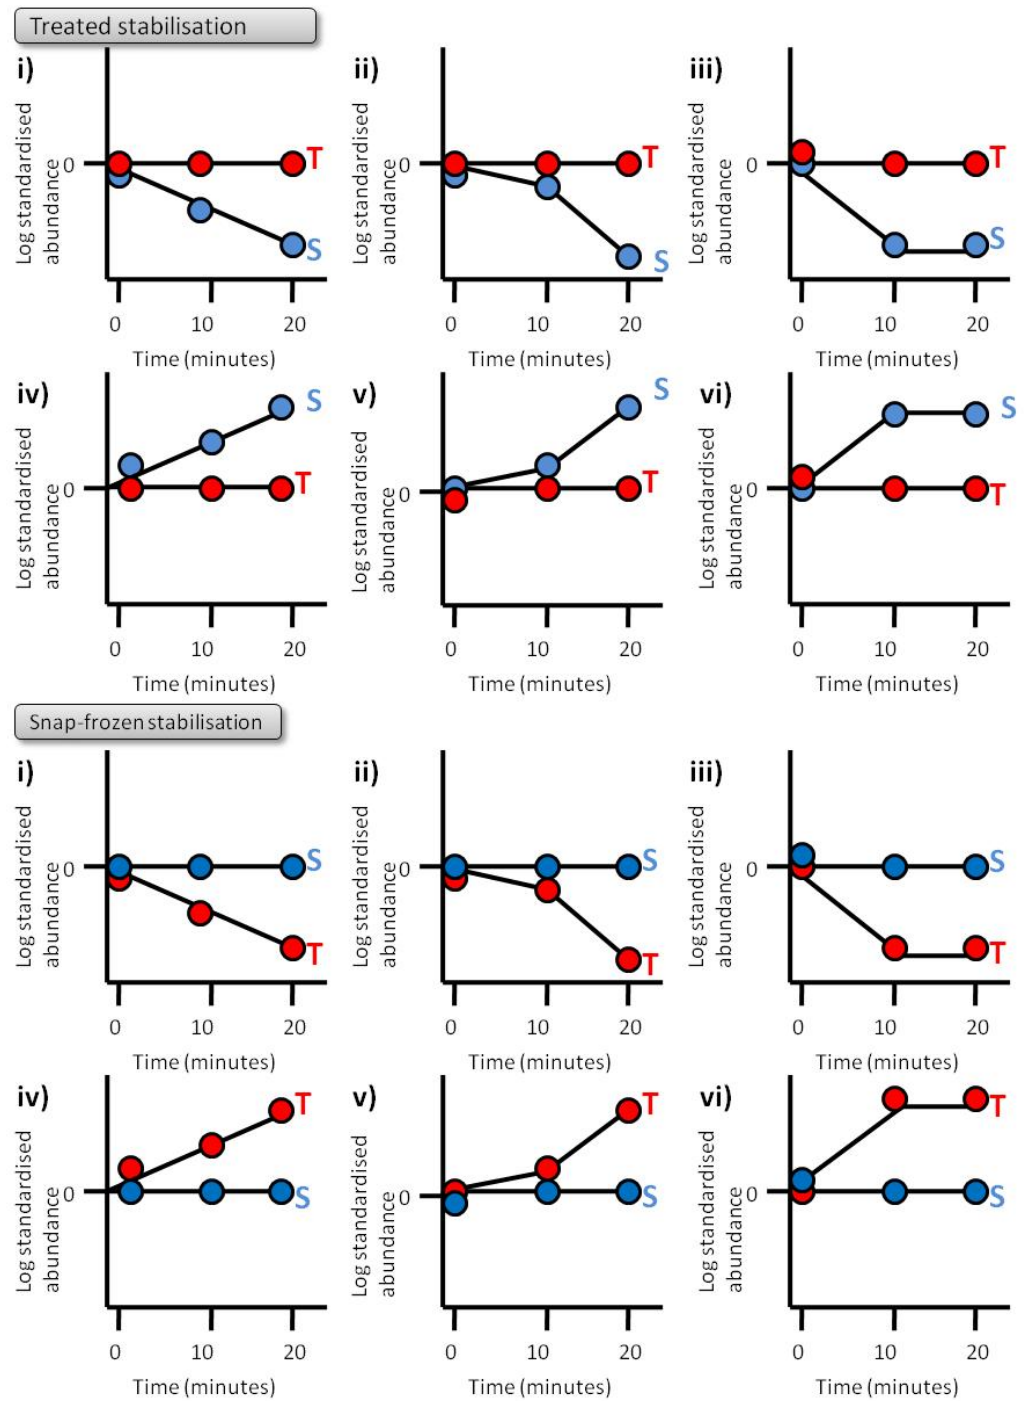 Treated stabilisation
i)
Log standardised
abundance
0
T
S
0 10 20
Time (minutes)
ii)
Log standardised
abundance
0
T
S
0 10 20
Time (minutes)
iii)
Log standardised
abundance
0
T
S
0 10 20
Time (minutes)
iv)
Log standardised
abundance
0
S
T
0 10 20
Time (minutes)
v)
Log standardised
abundance
0
S
T
0 10 20
Time (minutes)
vi)
Log standardised
abundance
0
S
T
0 10 20
Time (minutes)
Snap-frozen stabilisation
i)
Log standardised
abundance
0
S
T
0 10 20
Time (minutes)
ii)
Log standardised
abundance
0
S
T
0 10 20
Time (minutes)
iii)
Log standardised
abundance
0
S
T
0 10 20
Time (minutes)
iv)
Log standardised
abundance
0
T
S
0 10 20
Time (minutes)
v)
Log standardised
abundance
0
T
S
0 10 20
Time (minutes)
vi)
Log standardised
abundance
0
T
S
0 10 20
Time (minutes)